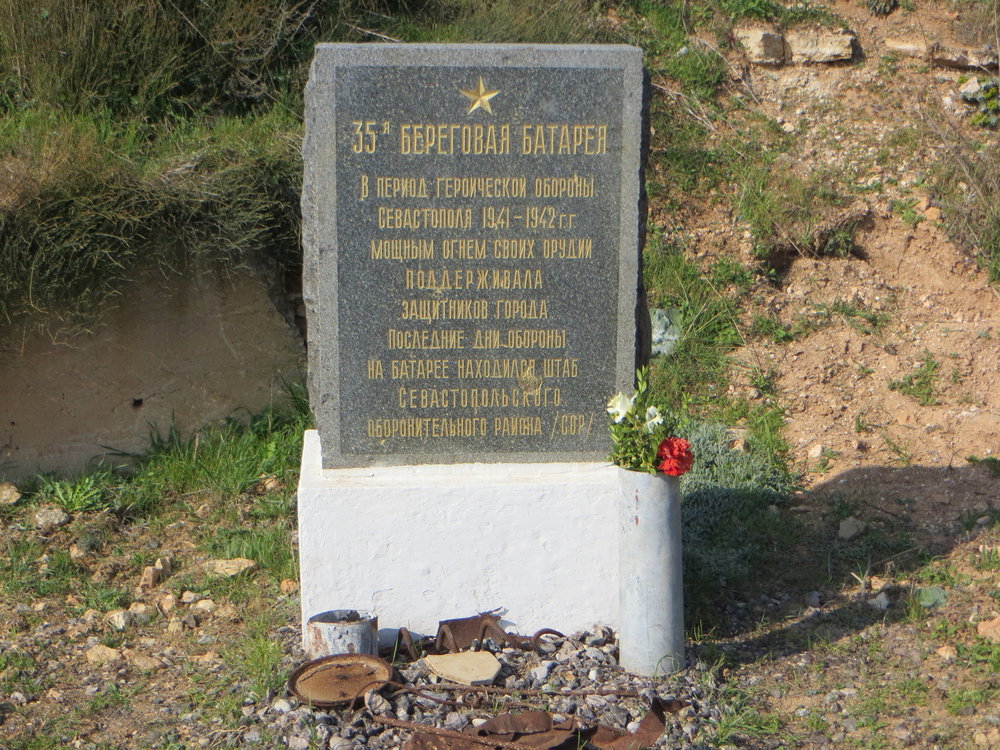 35я БЕРЕГОВАЯ БАТАРЕЯ
В ПЕРИОД ГЕРОИЧЕСКОЙ ОБОРОНЫ
СЕВАСТОПОЛЯ 1941-1942 г.г.
МОЩНЫМ ОГНЕМ СВОИХ ОРУДИЙ
ПОДДЕРЖИВАЛА
ЗАЩИТНИКОВ ГОРОДА
ПОСЛЕДНИЕ ДНИ ОБОРОНЫ
НА БАТАРЕЕ НАХОДИЛСЯ ШТАБ
СЕВАСТОПОЛЬСКОГО
ОБОРОНИТЕЛЬНОГО РАЙОНА /СОР/